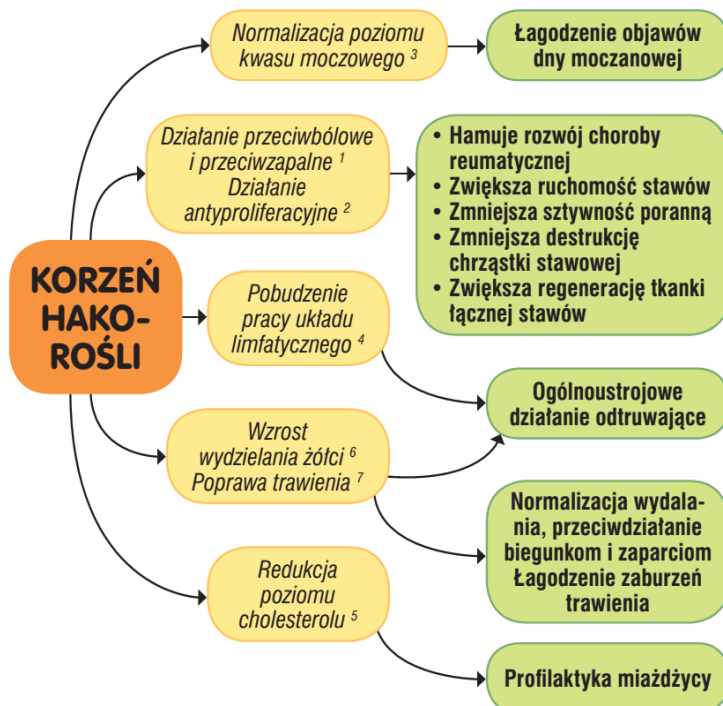 Normalizacja poziomu
kwasu moczowego ³
Łagodzenie objawów
dny moczanowej
Działanie przeciwbólowe
i przeciwzapalne ¹
Działanie
antyproliferacyjne ²
• Hamuje rozwój choroby
reumatycznej
• Zwiększa ruchomość stawów
• Zmniejsza sztywność poranną
• Zmniejsza destrukcję
chrząstki stawowej
• Zwiększa regenerację tkanki
łącznej stawów
KORZEŃ
HAKO-
ROŚLI
Pobudzenie
pracy układu
limfatycznego ⁴
Ogólnoustrojowe
działanie odtruwające
Wzrost
wydzielania żółci ⁶
Poprawa trawienia ⁷
Normalizacja wydala-
nia, przeciwdziałanie
biegunkom i zaparciom
Łagodzenie zaburzeń
trawienia
Redukcja
poziomu
cholesterolu ⁵
Profilaktyka miażdżycy